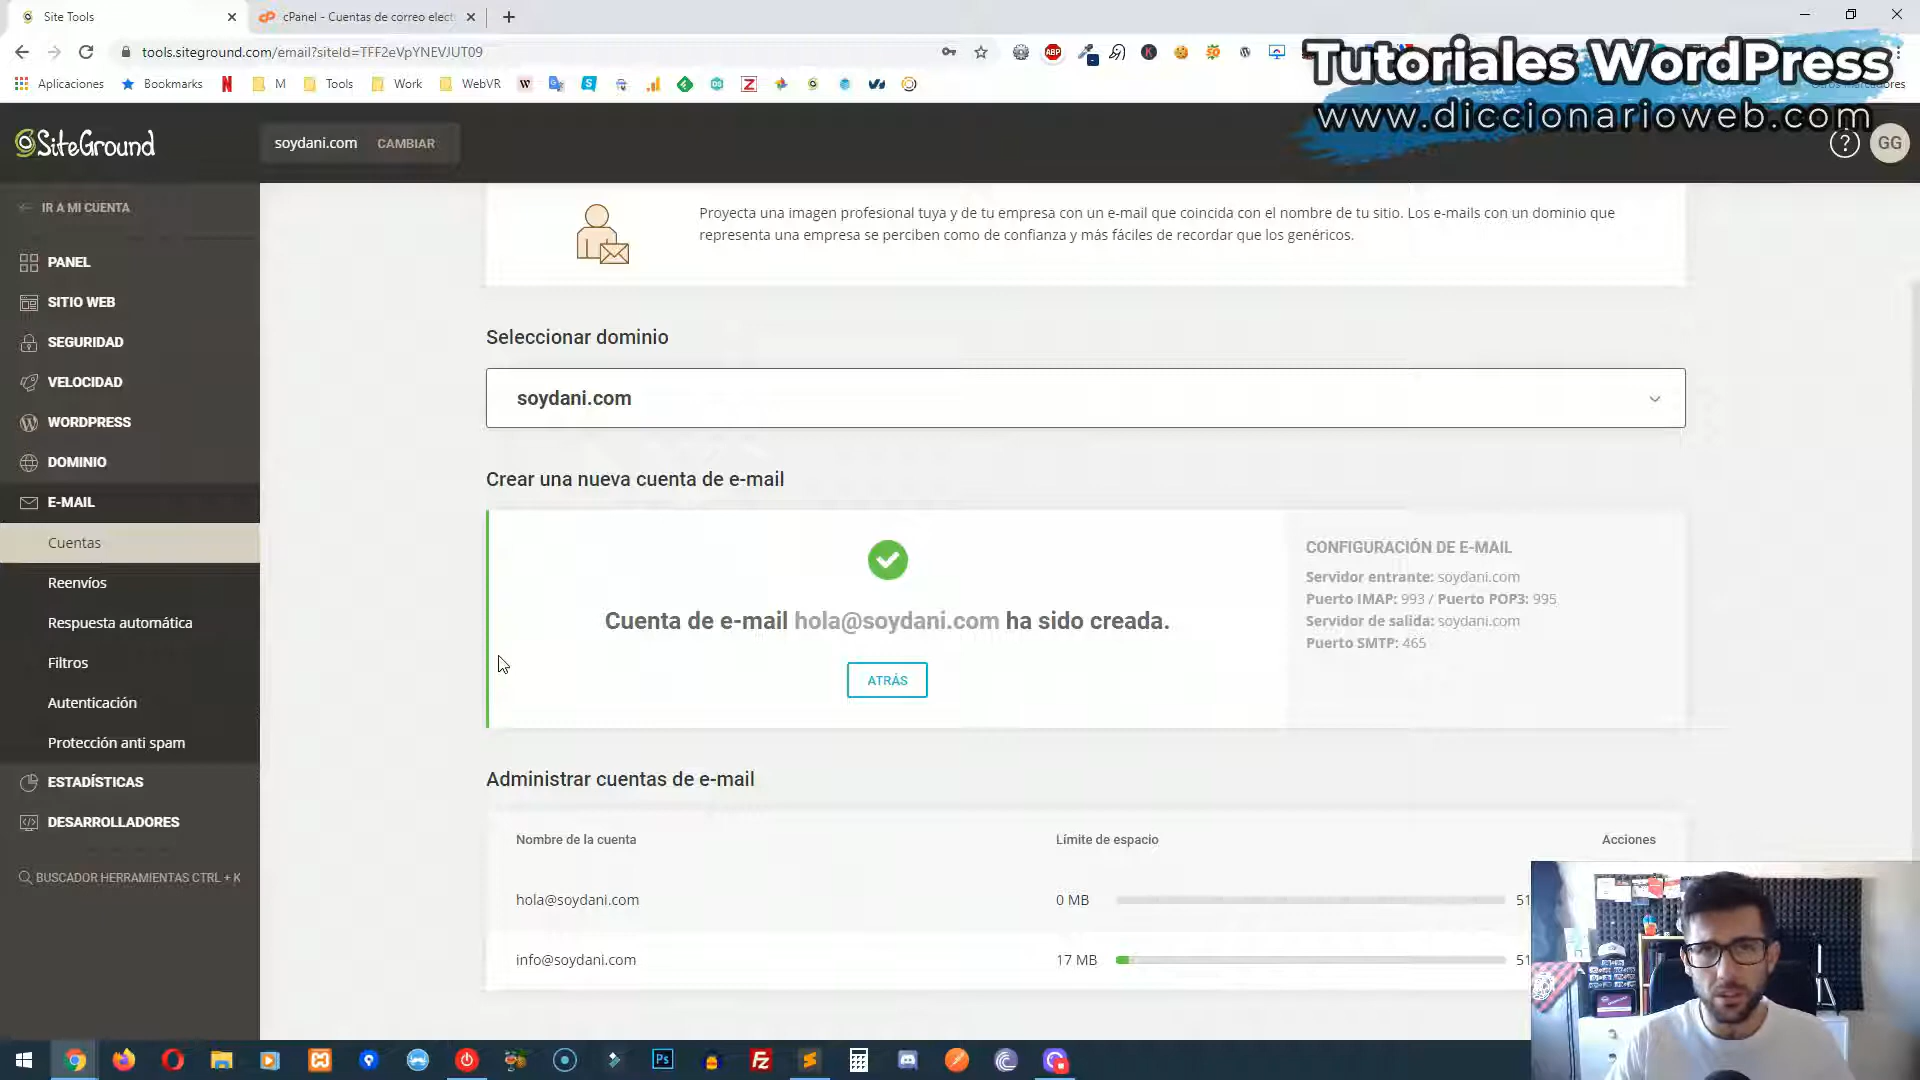 Site Tools
cPanel - Cuentas de correo elect
tools.siteground.com/email?siteId=TFF2eVpYNEVJUT09
Tutoriales WordPress
Aplicaciones
Bookmarks
M
Tools
Work
WebVR
Otros marcadores
www.diccionarioweb.com
SiteGround
soydani.com CAMBIAR
GG
IR A MI CUENTA
Proyecta una imagen profesional tuya y de tu empresa con un e-mail que coincida con el nombre de tu sitio. Los e-mails con un dominio que
representa una empresa se perciben como de confianza y más fáciles de recordar que los genéricos.
PANEL
SITIO WEB
SEGURIDAD
VELOCIDAD
WORDPRESS
DOMINIO
E-MAIL
Cuentas
Reenvíos
Respuesta automática
Filtros
Autenticación
Protección anti spam
ESTADÍSTICAS
DESARROLLADORES
BUSCADOR HERRAMIENTAS CTRL + K
Seleccionar dominio
soydani.com
Crear una nueva cuenta de e-mail
Cuenta de e-mail hola@soydani.com ha sido creada.
ATRÁS
CONFIGURACIÓN DE E-MAIL
Servidor entrante: soydani.com
Puerto IMAP: 993 / Puerto POP3: 995
Servidor de salida: soydani.com
Puerto SMTP: 465
Administrar cuentas de e-mail
Nombre de la cuenta Límite de espacio Acciones
hola@soydani.com 0 MB 51
info@soydani.com 17 MB 51